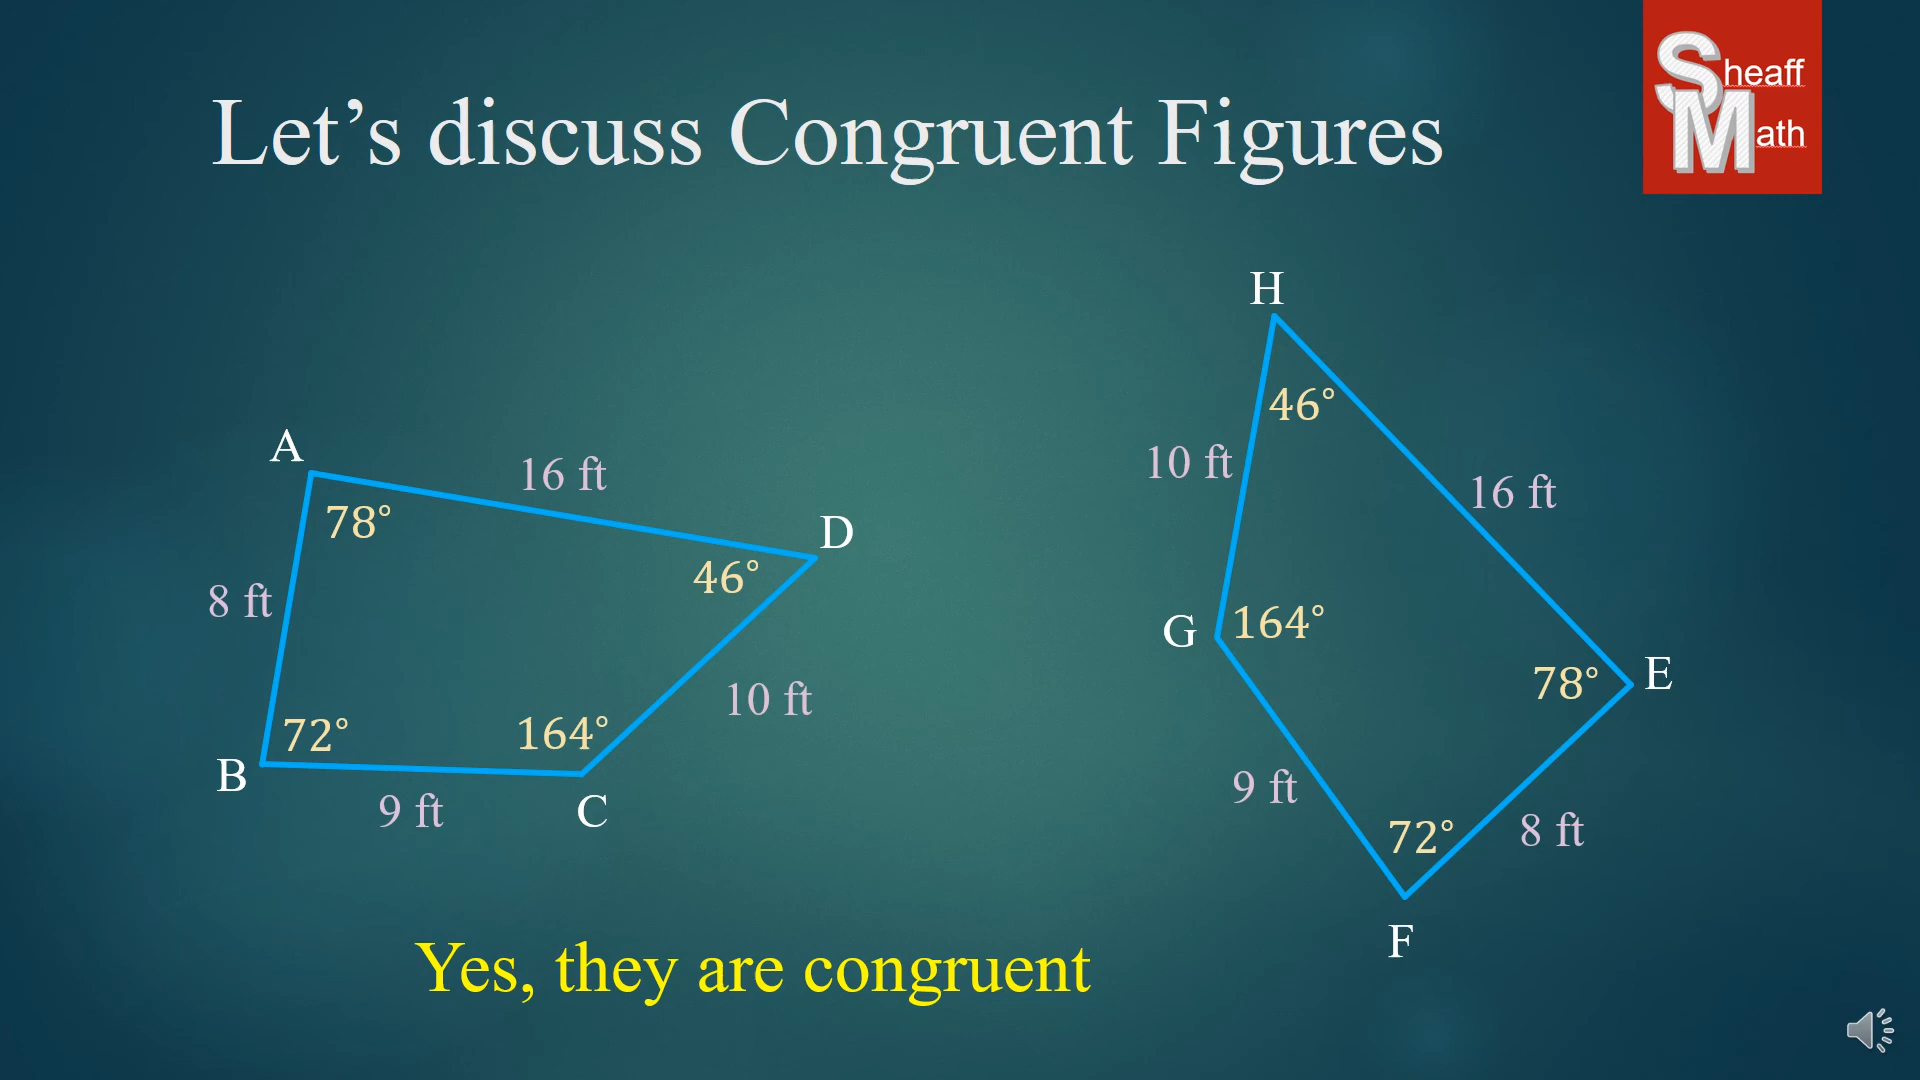 Let’s discuss Congruent Figures
Sheaff
Math
H
46°
10 ft
16 ft
A
16 ft
78°
D
46°
8 ft
G
164°
78°
E
10 ft
72°
164°
B
9 ft
C
9 ft
72°
8 ft
F
Yes, they are congruent